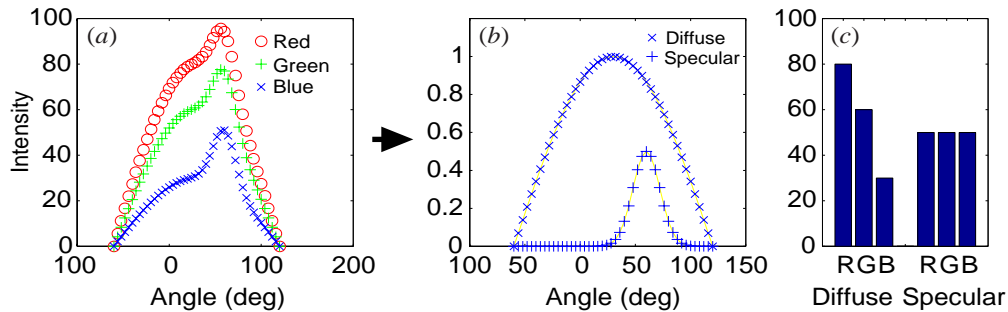 Intensity
100
80
60
40
20
0
(a)
Red
Green
Blue
100 0 100 200
Angle (deg)
(b)
Diffuse
Specular
1
0.8
0.6
0.4
0.2
0
100 50 0 50 100 150
Angle (deg)
(c)
100
80
60
40
20
0
RGB RGB
Diffuse Specular